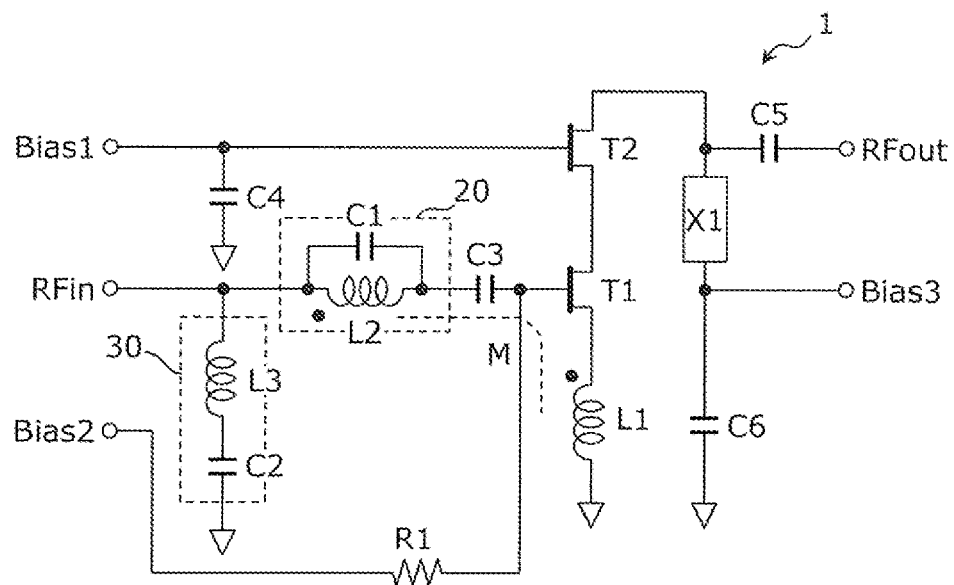 1
Bias1
C4
20
C1
C3
T2
C5
RFout
X1
RFin
L2
T1
Bias3
30
L3
M
L1
C6
Bias2
C2
R1